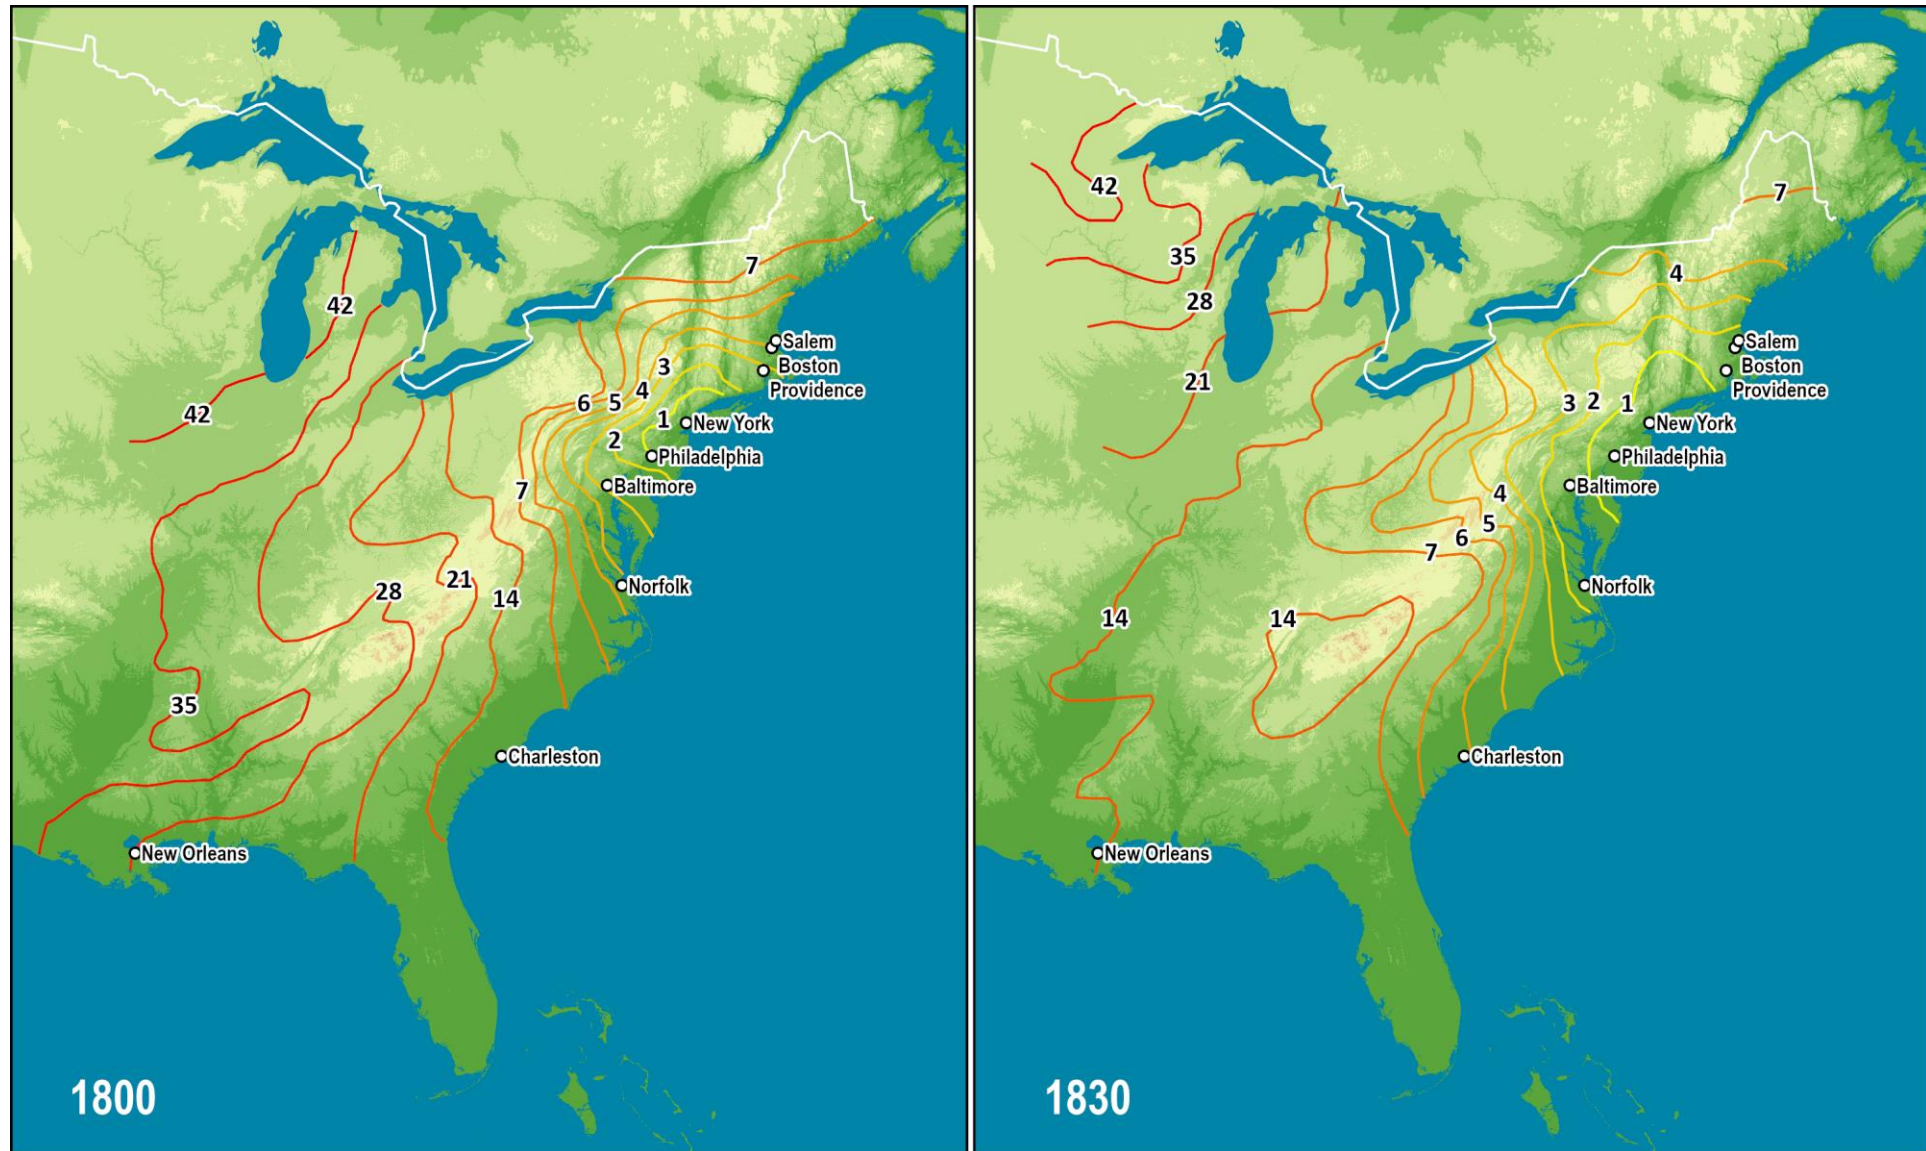 42
42
7
Salem
Boston
Providence
3
4
5
6
1
New York
2
Philadelphia
Baltimore
7
21
28
14
Norfolk
35
Charleston
New Orleans
1800
42
7
35
4
28
Salem
Boston
21
Providence
3
2
1
New York
Philadelphia
Baltimore
4
5
6
7
Norfolk
14
14
Charleston
New Orleans
1830